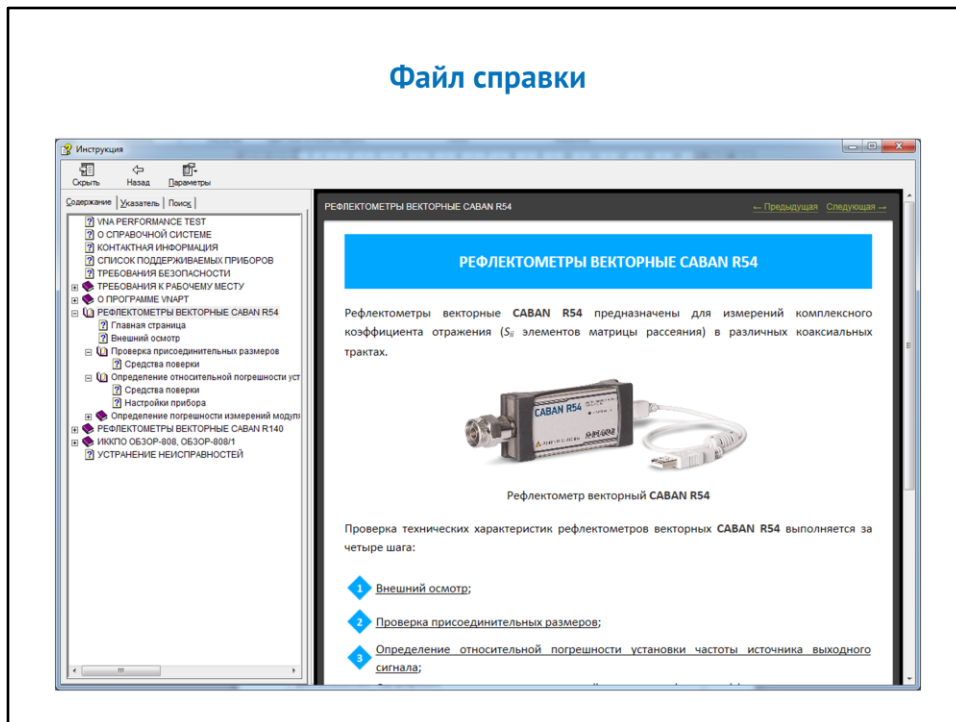 Файл справки
Инструкция
Скрыть Назад Параметры
Содержание Указатель Поиск
VNA PERFORMANCE TEST
О СПРАВОЧНОЙ СИСТЕМЕ
КОНТАКТНАЯ ИНФОРМАЦИЯ
СПИСОК ПОДДЕРЖИВАЕМЫХ ПРИБОРОВ
ТРЕБОВАНИЯ БЕЗОПАСНОСТИ
ТРЕБОВАНИЯ К РАБОЧЕМУ МЕСТУ
О ПРОГРАММЕ VNAPT
РЕФЛЕКТОМЕТРЫ ВЕКТОРНЫЕ CABAN R54
Главная страница
Внешний осмотр
Проверка присоединительных размеров
Средства поверки
Определение относительной погрешности уст
Средства поверки
Настройки прибора
Определение погрешности измерений модуля
РЕФЛЕКТОМЕТРЫ ВЕКТОРНЫЕ CABAN R140
ИККПО ОБЗОР-808, ОБЗОР-808/1
УСТРАНЕНИЕ НЕИСПРАВНОСТЕЙ
РЕФЛЕКТОМЕТРЫ ВЕКТОРНЫЕ CABAN R54
← Предыдущая Следующая →
РЕФЛЕКТОМЕТРЫ ВЕКТОРНЫЕ CABAN R54
Рефлектометры векторные CABAN R54 предназначены для измерений комплексного
коэффициента отражения (Sii элементов матрицы рассеяния) в различных коаксиальных
трактах.
CABAN R54
Рефлектометр векторный CABAN R54
Проверка технических характеристик рефлектометров векторных CABAN R54 выполняется за
четыре шага:
1 Внешний осмотр;
2 Проверка присоединительных размеров;
3 Определение относительной погрешности установки частоты источника выходного
сигнала;